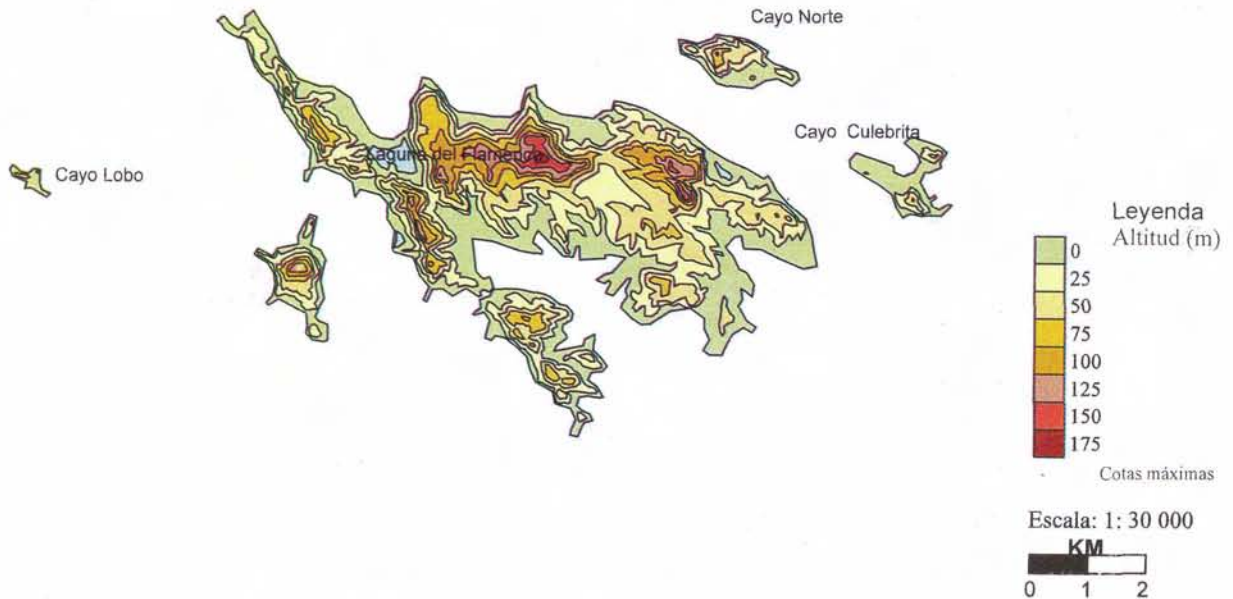 Cayo Norte
Cayo Culebrita
Laguna del Flamenco
Cayo Lobo
Leyenda
Altitud (m)
0
25
50
75
100
125
150
175
Cotas máximas
Escala: 1: 30 000
KM
0 1 2